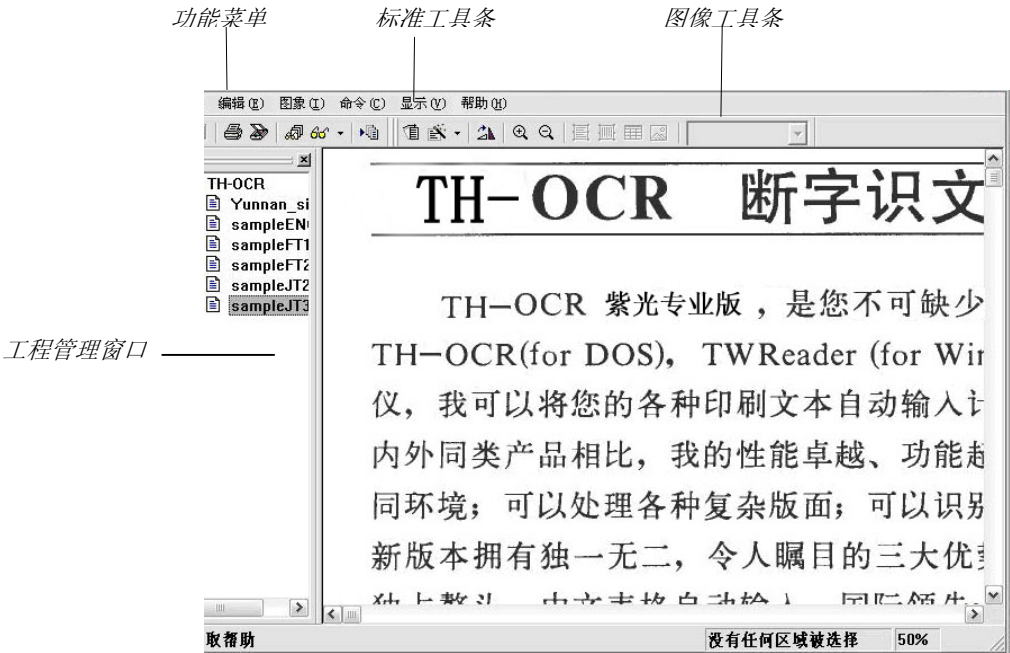 功能菜单 标准工具条 图像工具条
编辑(E) 图象(I) 命令(C) 显示(V) 帮助(H)
TH-OCR
Yunnan_si
sampleEN
sampleFT1
sampleFT2
sampleJT2
sampleJT3
工程管理窗口
TH-OCR 断字识文
TH-OCR 紫光专业版，是您不可缺少
TH-OCR(for DOS)， TWReader (for Win
仪，我可以将您的各种印刷文本自动输入计
内外同类产品相比，我的性能卓越、功能超
同环境；可以处理各种复杂版面；可以识别
新版本拥有独一无二，令人瞩目的三大优
取帮助 没有任何区域被选择 50%